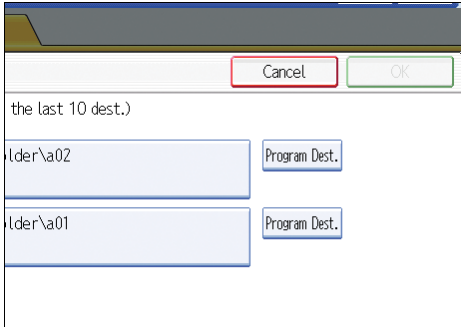 Cancel OK
the last 10 dest.)
lder\a02 Program Dest.
lder\a01 Program Dest.